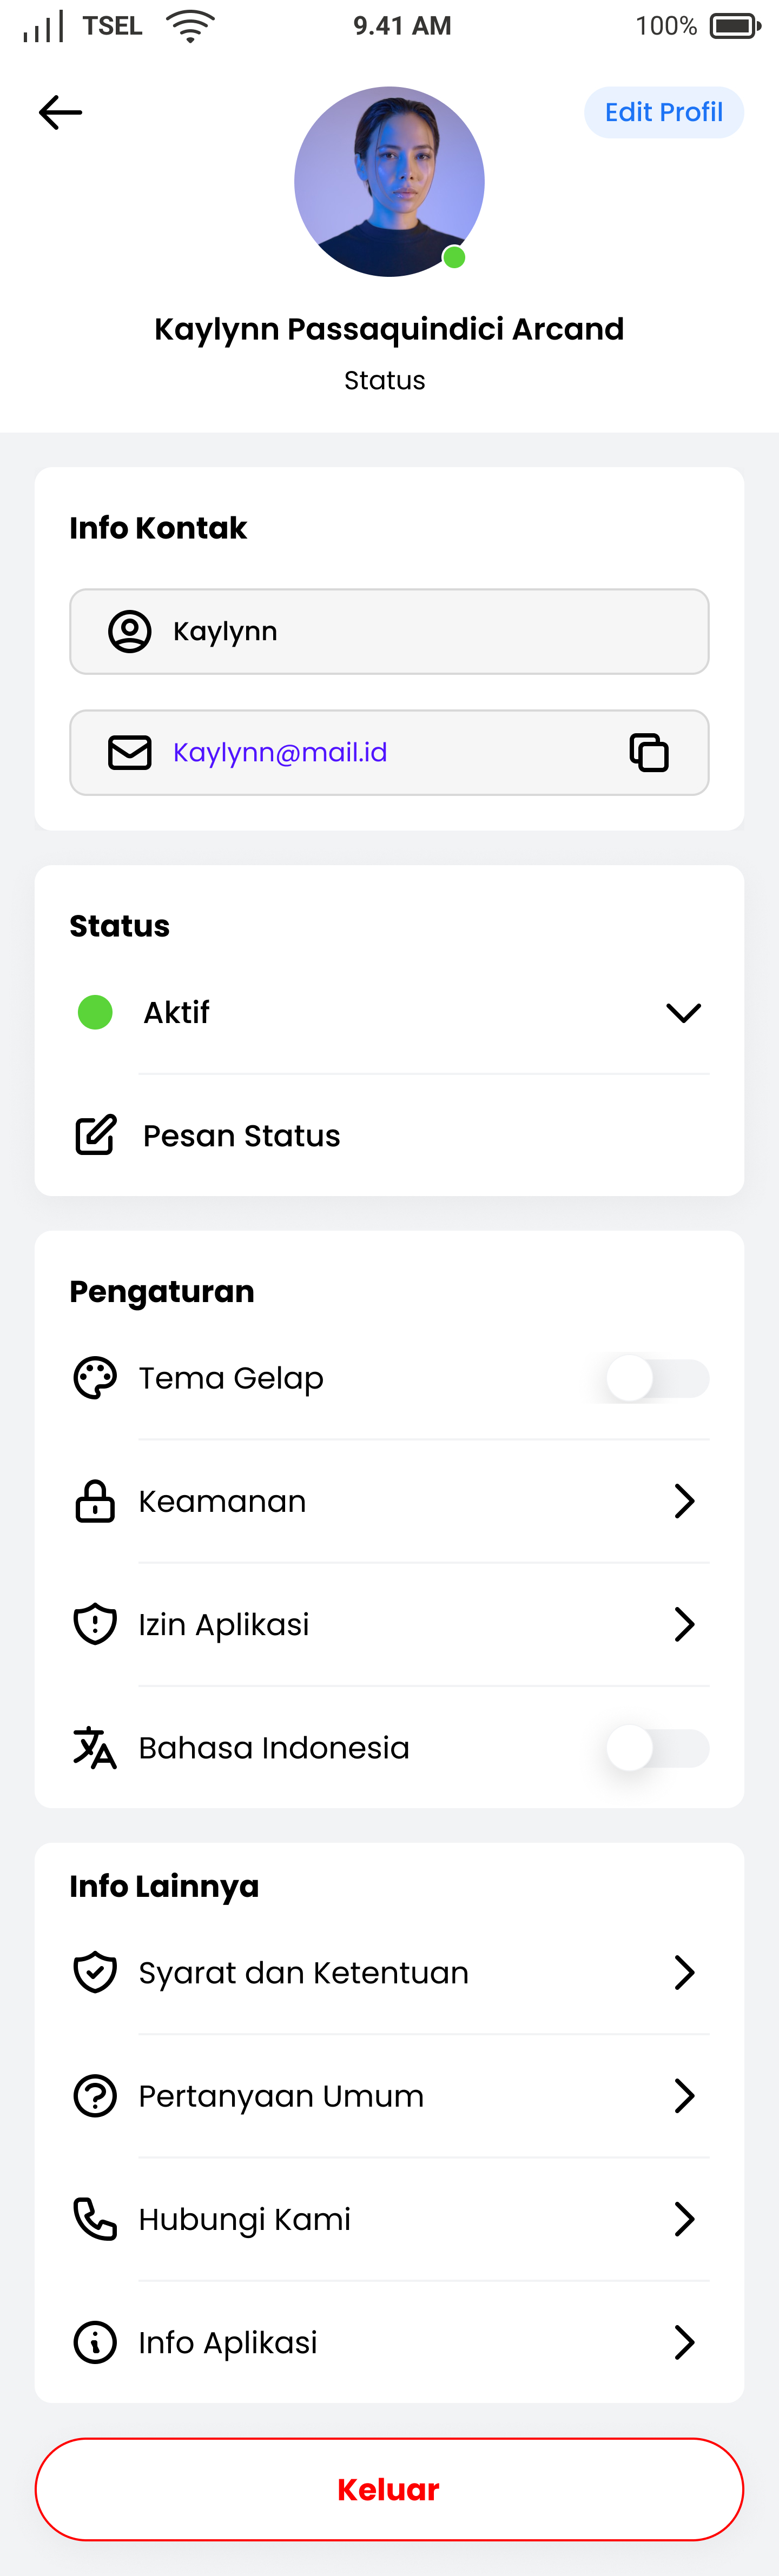 TSEL 9.41 AM 100%
Edit Profil
Kaylynn Passaquindici Arcand
Status
Info Kontak
Kaylynn
Kaylynn@mail.id
Status
Aktif
Pesan Status
Pengaturan
Tema Gelap
Keamanan
Izin Aplikasi
Bahasa Indonesia
Info Lainnya
Syarat dan Ketentuan
Pertanyaan Umum
Hubungi Kami
Info Aplikasi
Keluar